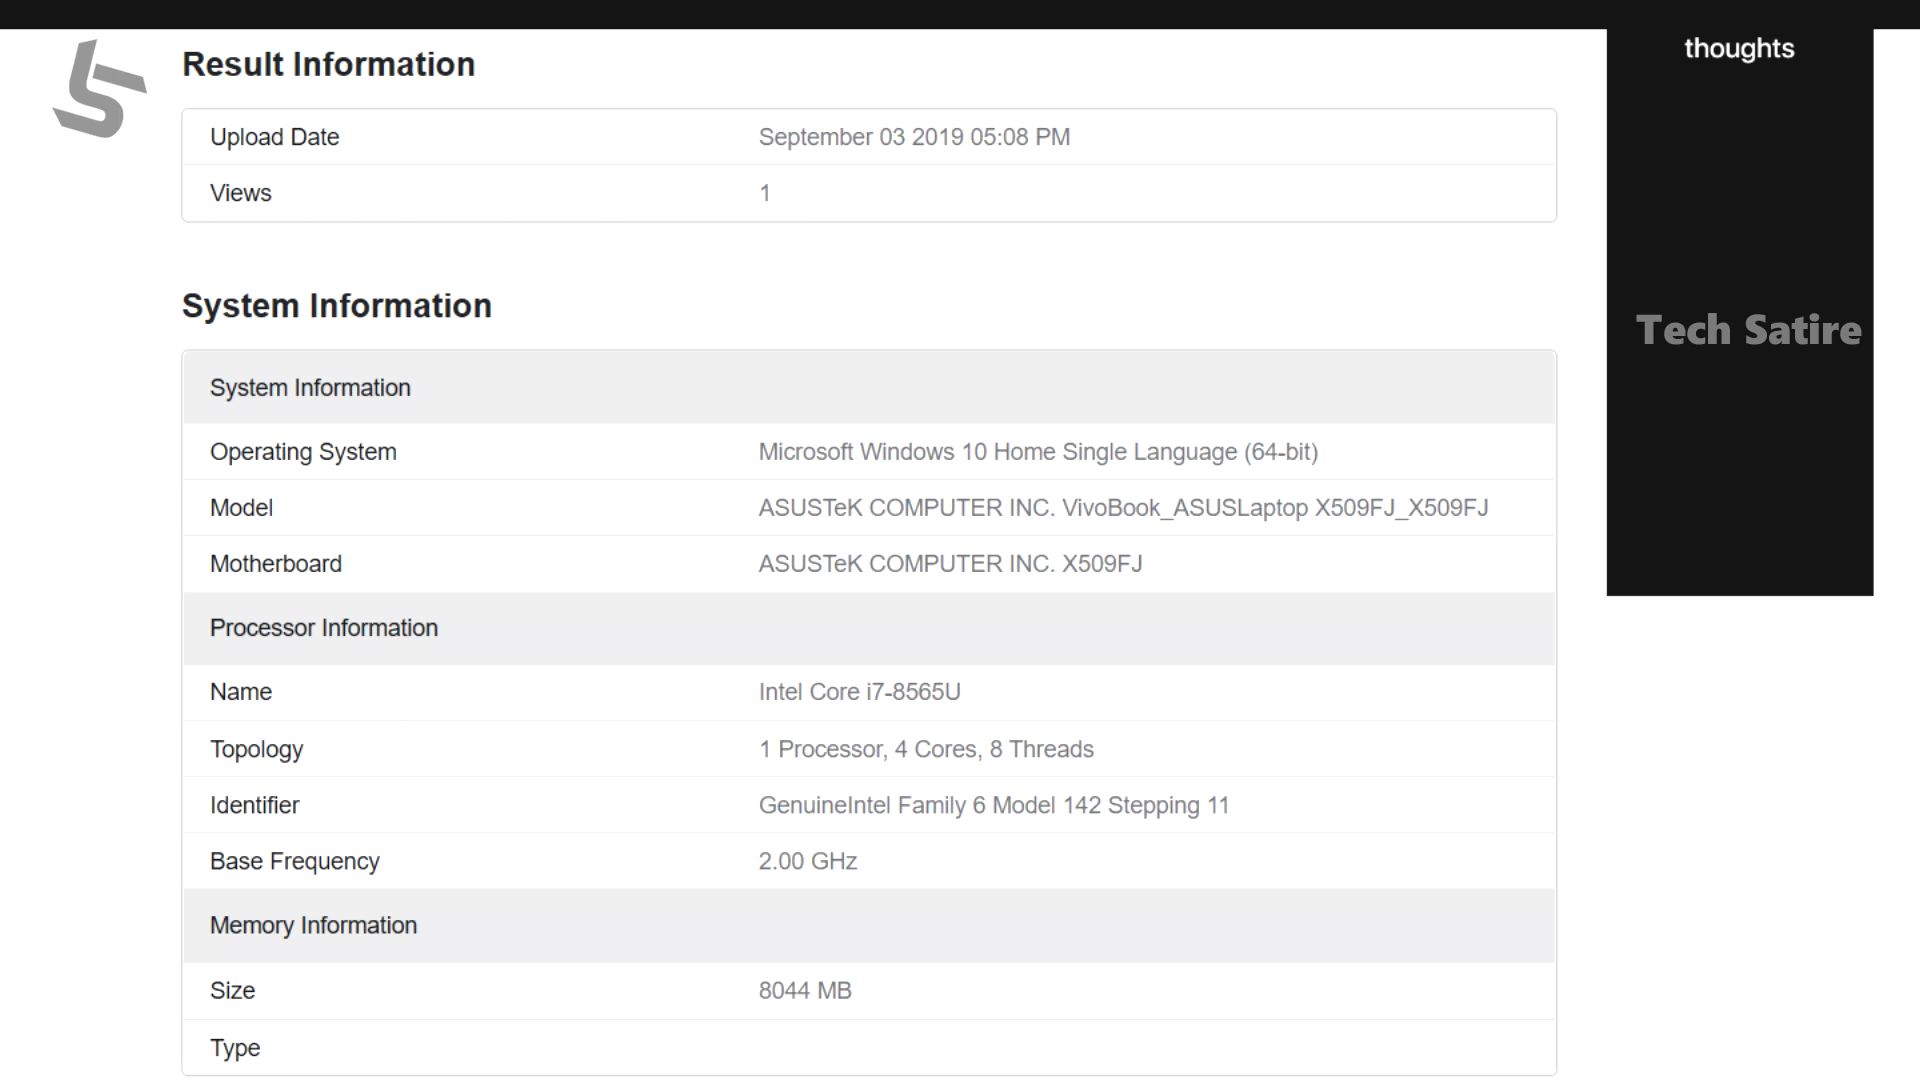 Result Information
Upload Date September 03 2019 05:08 PM
Views 1
System Information
System Information
Operating System Microsoft Windows 10 Home Single Language (64-bit)
Model ASUSTeK COMPUTER INC. VivoBook_ASUSLaptop X509FJ_X509FJ
Motherboard ASUSTeK COMPUTER INC. X509FJ
Processor Information
Name Intel Core i7-8565U
Topology 1 Processor, 4 Cores, 8 Threads
Identifier GenuineIntel Family 6 Model 142 Stepping 11
Base Frequency 2.00 GHz
Memory Information
Size 8044 MB
Type
thoughts
Tech Satire